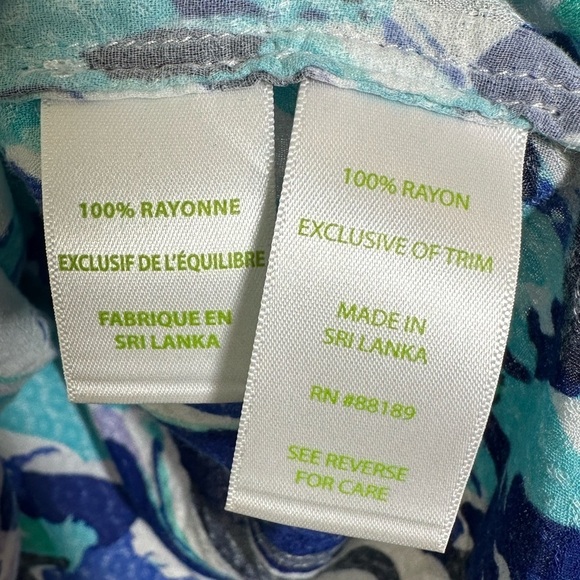 100% RAYONNE
EXCLUSIF DE L'ÉQUILIBRE
FABRIQUE EN
SRI LANKA
100% RAYON
EXCLUSIVE OF TRIM
MADE IN
SRI LANKA
RN #88189
SEE REVERSE
FOR CARE